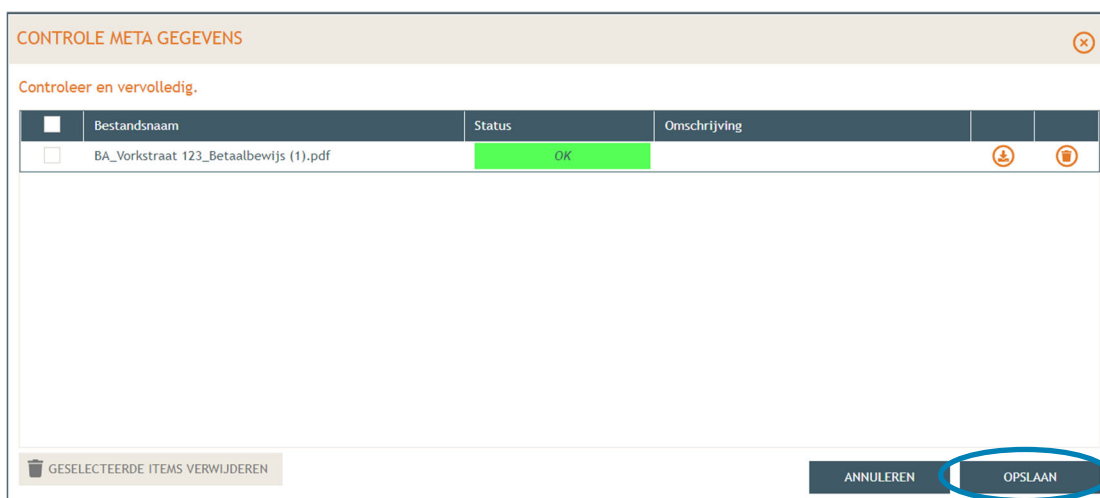 CONTROLE META GEGEVENS
Controleer en vervolledig.
Bestandsnaam Status Omschrijving
BA_Vorkstraat 123_Betaalbewijs (1).pdf OK
GESELECTEERDE ITEMS VERWIJDEREN
ANNULEREN OPSLAAN